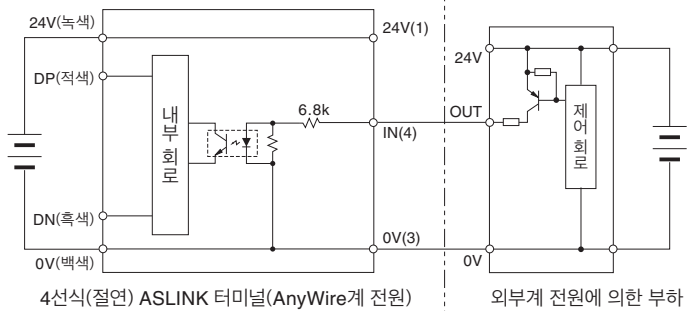 24V(녹색)
24V(1)
DP(적색)
내부 회로
6.8k
IN(4)
DN(흑색)
0V(백색)
0V(3)
24V
OUT
제어 회로
0V
4선식(절연) ASLINK 터미널(AnyWire계 전원)
외부계 전원에 의한 부하